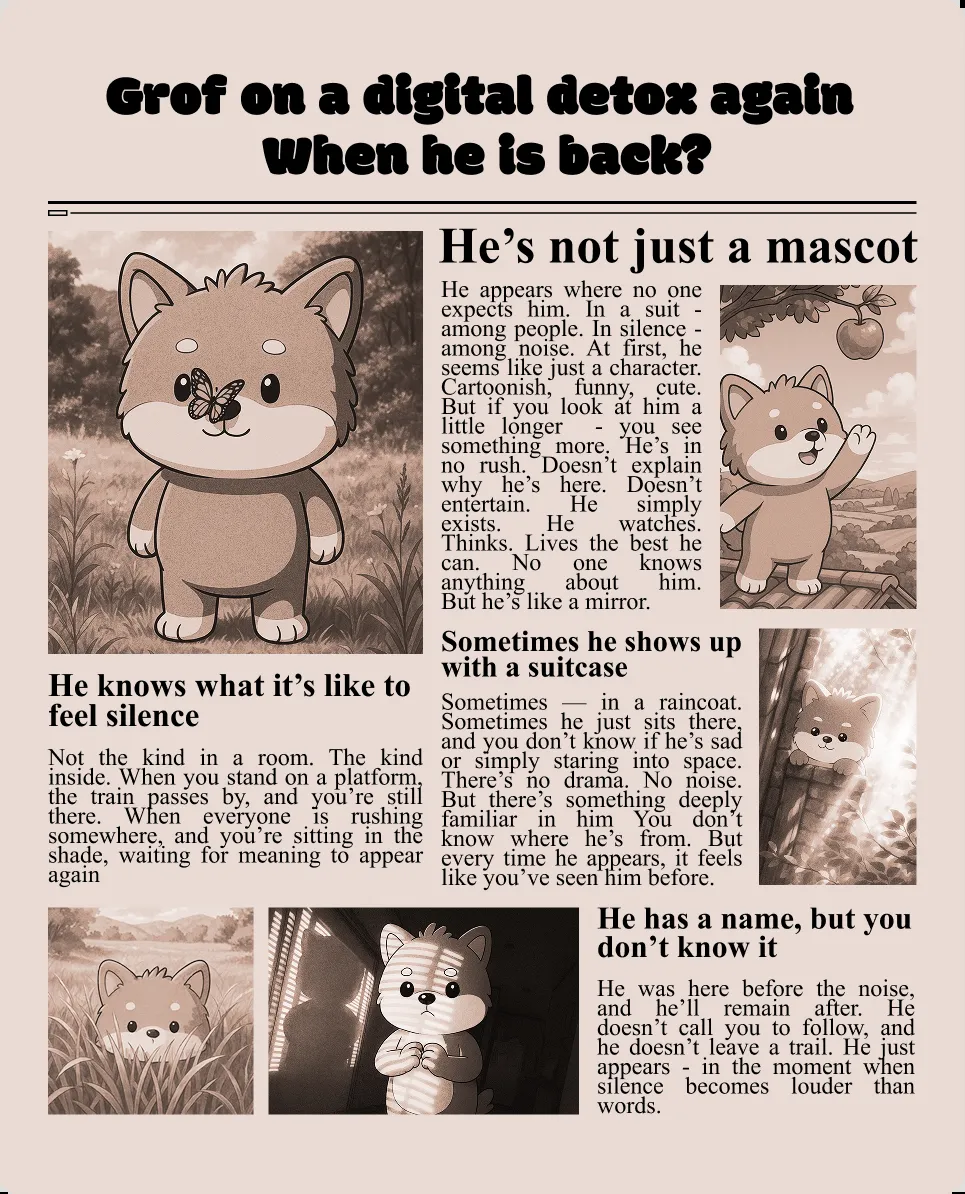 Grof on a digital detox again
When he is back?
He's not just a mascot
He appears where no one
expects him. In a suit -
among people. In silence -
among noise. At first, he
seems like just a character.
Cartoonish, funny, cute.
But if you look at him a
little longer - you see
something more. He's in
no rush. Doesn't explain
why he's here. Doesn't
entertain. He simply
exists. He watches.
Thinks. Lives the best he
can. No one knows
anything about him.
But he's like a mirror.
He knows what it's like to
feel silence
Not the kind in a room. The kind
inside. When you stand on a platform,
the train passes by, and you're still
there. When everyone is rushing
somewhere, and you're sitting in the
shade, waiting for meaning to appear
again
Sometimes he shows up
with a suitcase
Sometimes — in a raincoat.
Sometimes he just sits there,
and you don't know if he's sad
or simply staring into space.
There's no drama. No noise.
But there's something deeply
familiar in him You don't
know where he's from. But
every time he appears, it feels
like you've seen him before.
He has a name, but you
don't know it
He was here before the noise,
and he'll remain after. He
doesn't call you to follow, and
he doesn't leave a trail. He just
appears - in the moment when
silence becomes louder than
words.